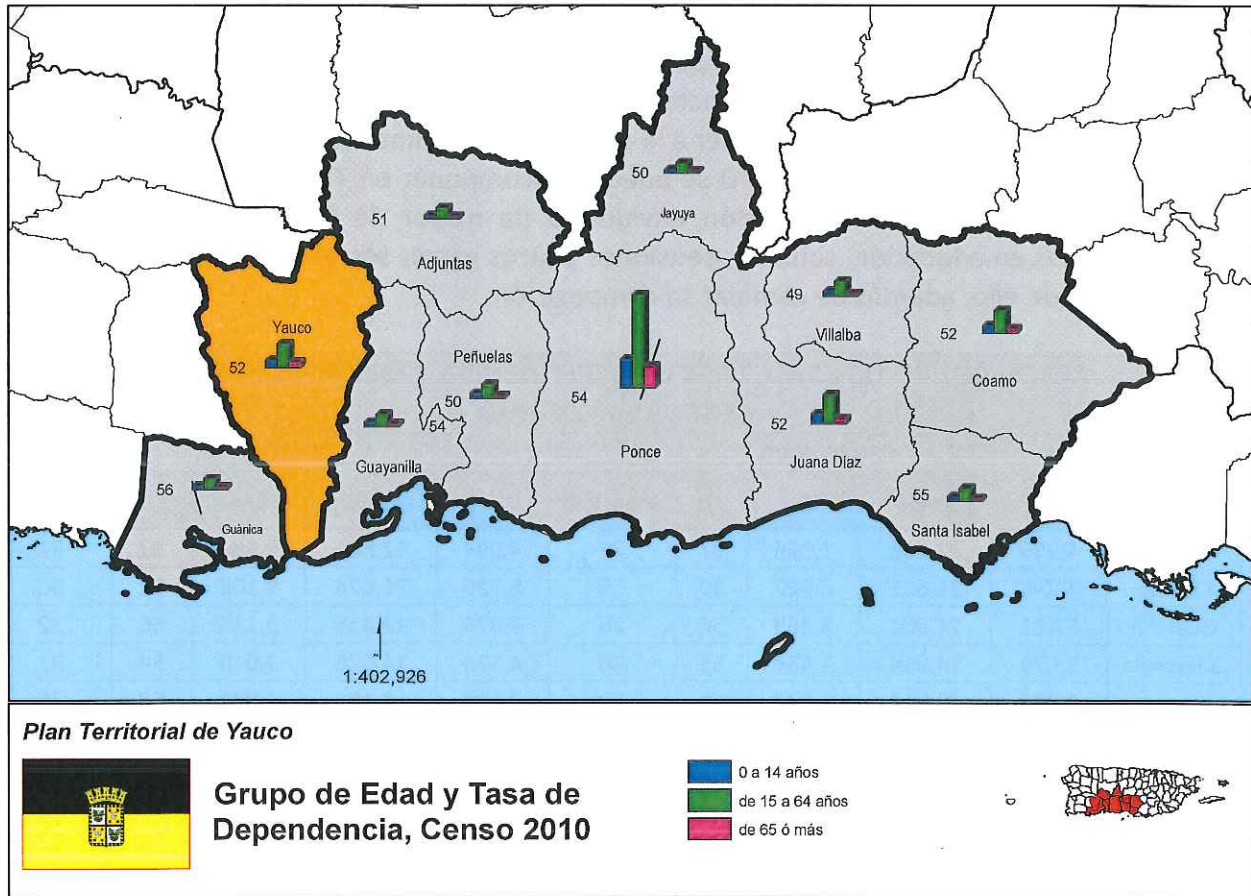 50
Jayuya
51
Adjuntas
49
Villalba
52
Coamo
Yauco
52
Peñuelas
50
54
Guayanilla
54
Ponce
52
Juana Díaz
56
Guànica
55
Santa Isabel
1:402,926
Plan Territorial de Yauco
Grupo de Edad y Tasa de
Dependencia, Censo 2010
0 a 14 años
de 15 a 64 años
de 65 ó más